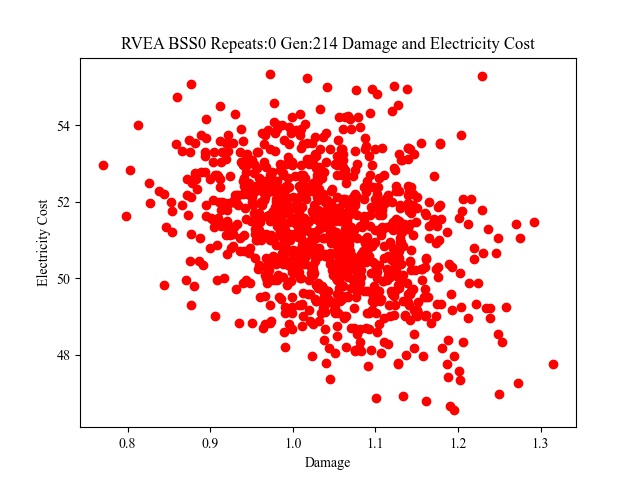 RVEA BSS0 Repeats:0 Gen:214 Damage and Electricity Cost
54
52
50
48
Electricity Cost
0.8 0.9 1.0 1.1 1.2 1.3
Damage